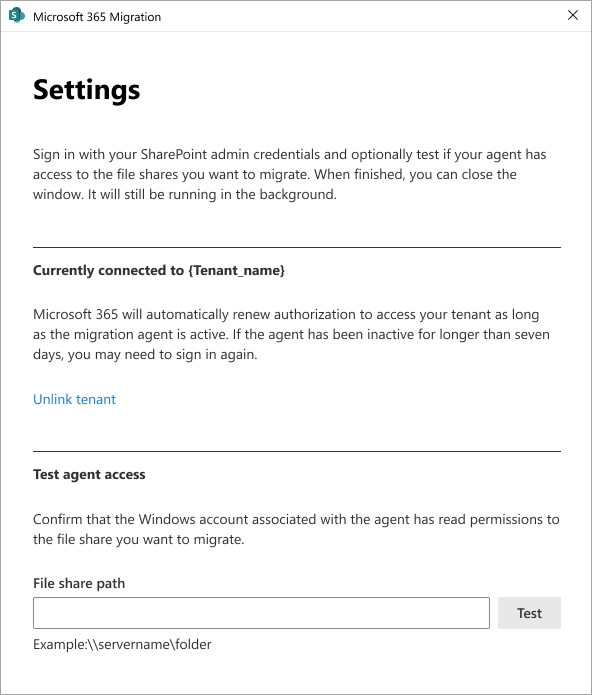 Microsoft 365 Migration
Settings
Sign in with your SharePoint admin credentials and optionally test if your agent has
access to the file shares you want to migrate. When finished, you can close the
window. It will still be running in the background.
Currently connected to {Tenant_name}
Microsoft 365 will automatically renew authorization to access your tenant as long
as the migration agent is active. If the agent has been inactive for longer than seven
days, you may need to sign in again.
Unlink tenant
Test agent access
Confirm that the Windows account associated with the agent has read permissions to
the file share you want to migrate.
File share path
Test
Example:\\servername\folder